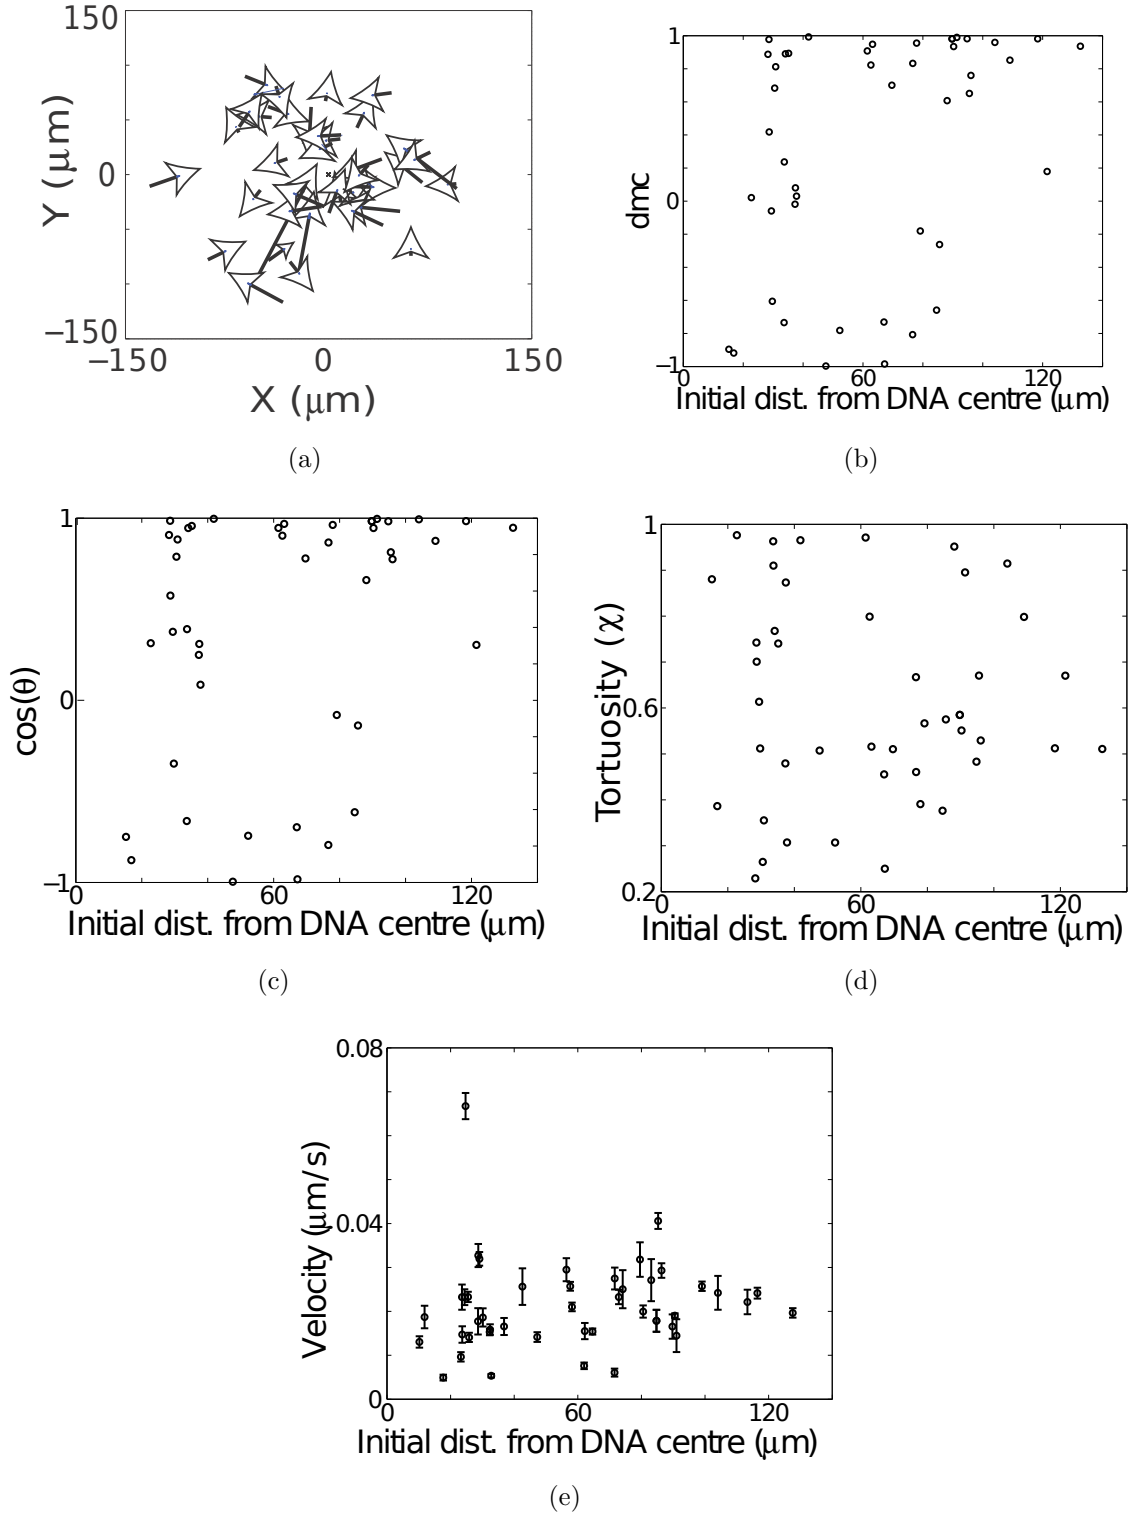 150
Y (μm)
0
−150
−150
0
150
X (μm)
(a)
1
dmc
0
−1
0
60
120
Initial dist. from DNA centre (μm)
(b)
1
cos(θ)
0
−1
0
60
120
Initial dist. from DNA centre (μm)
(c)
1
Tortuosity (χ)
0.6
0.2
0
60
120
Initial dist. from DNA centre (μm)
(d)
0.08
Velocity (μm/s)
0.04
0
0
60
120
Initial dist. from DNA centre (μm)
(e)